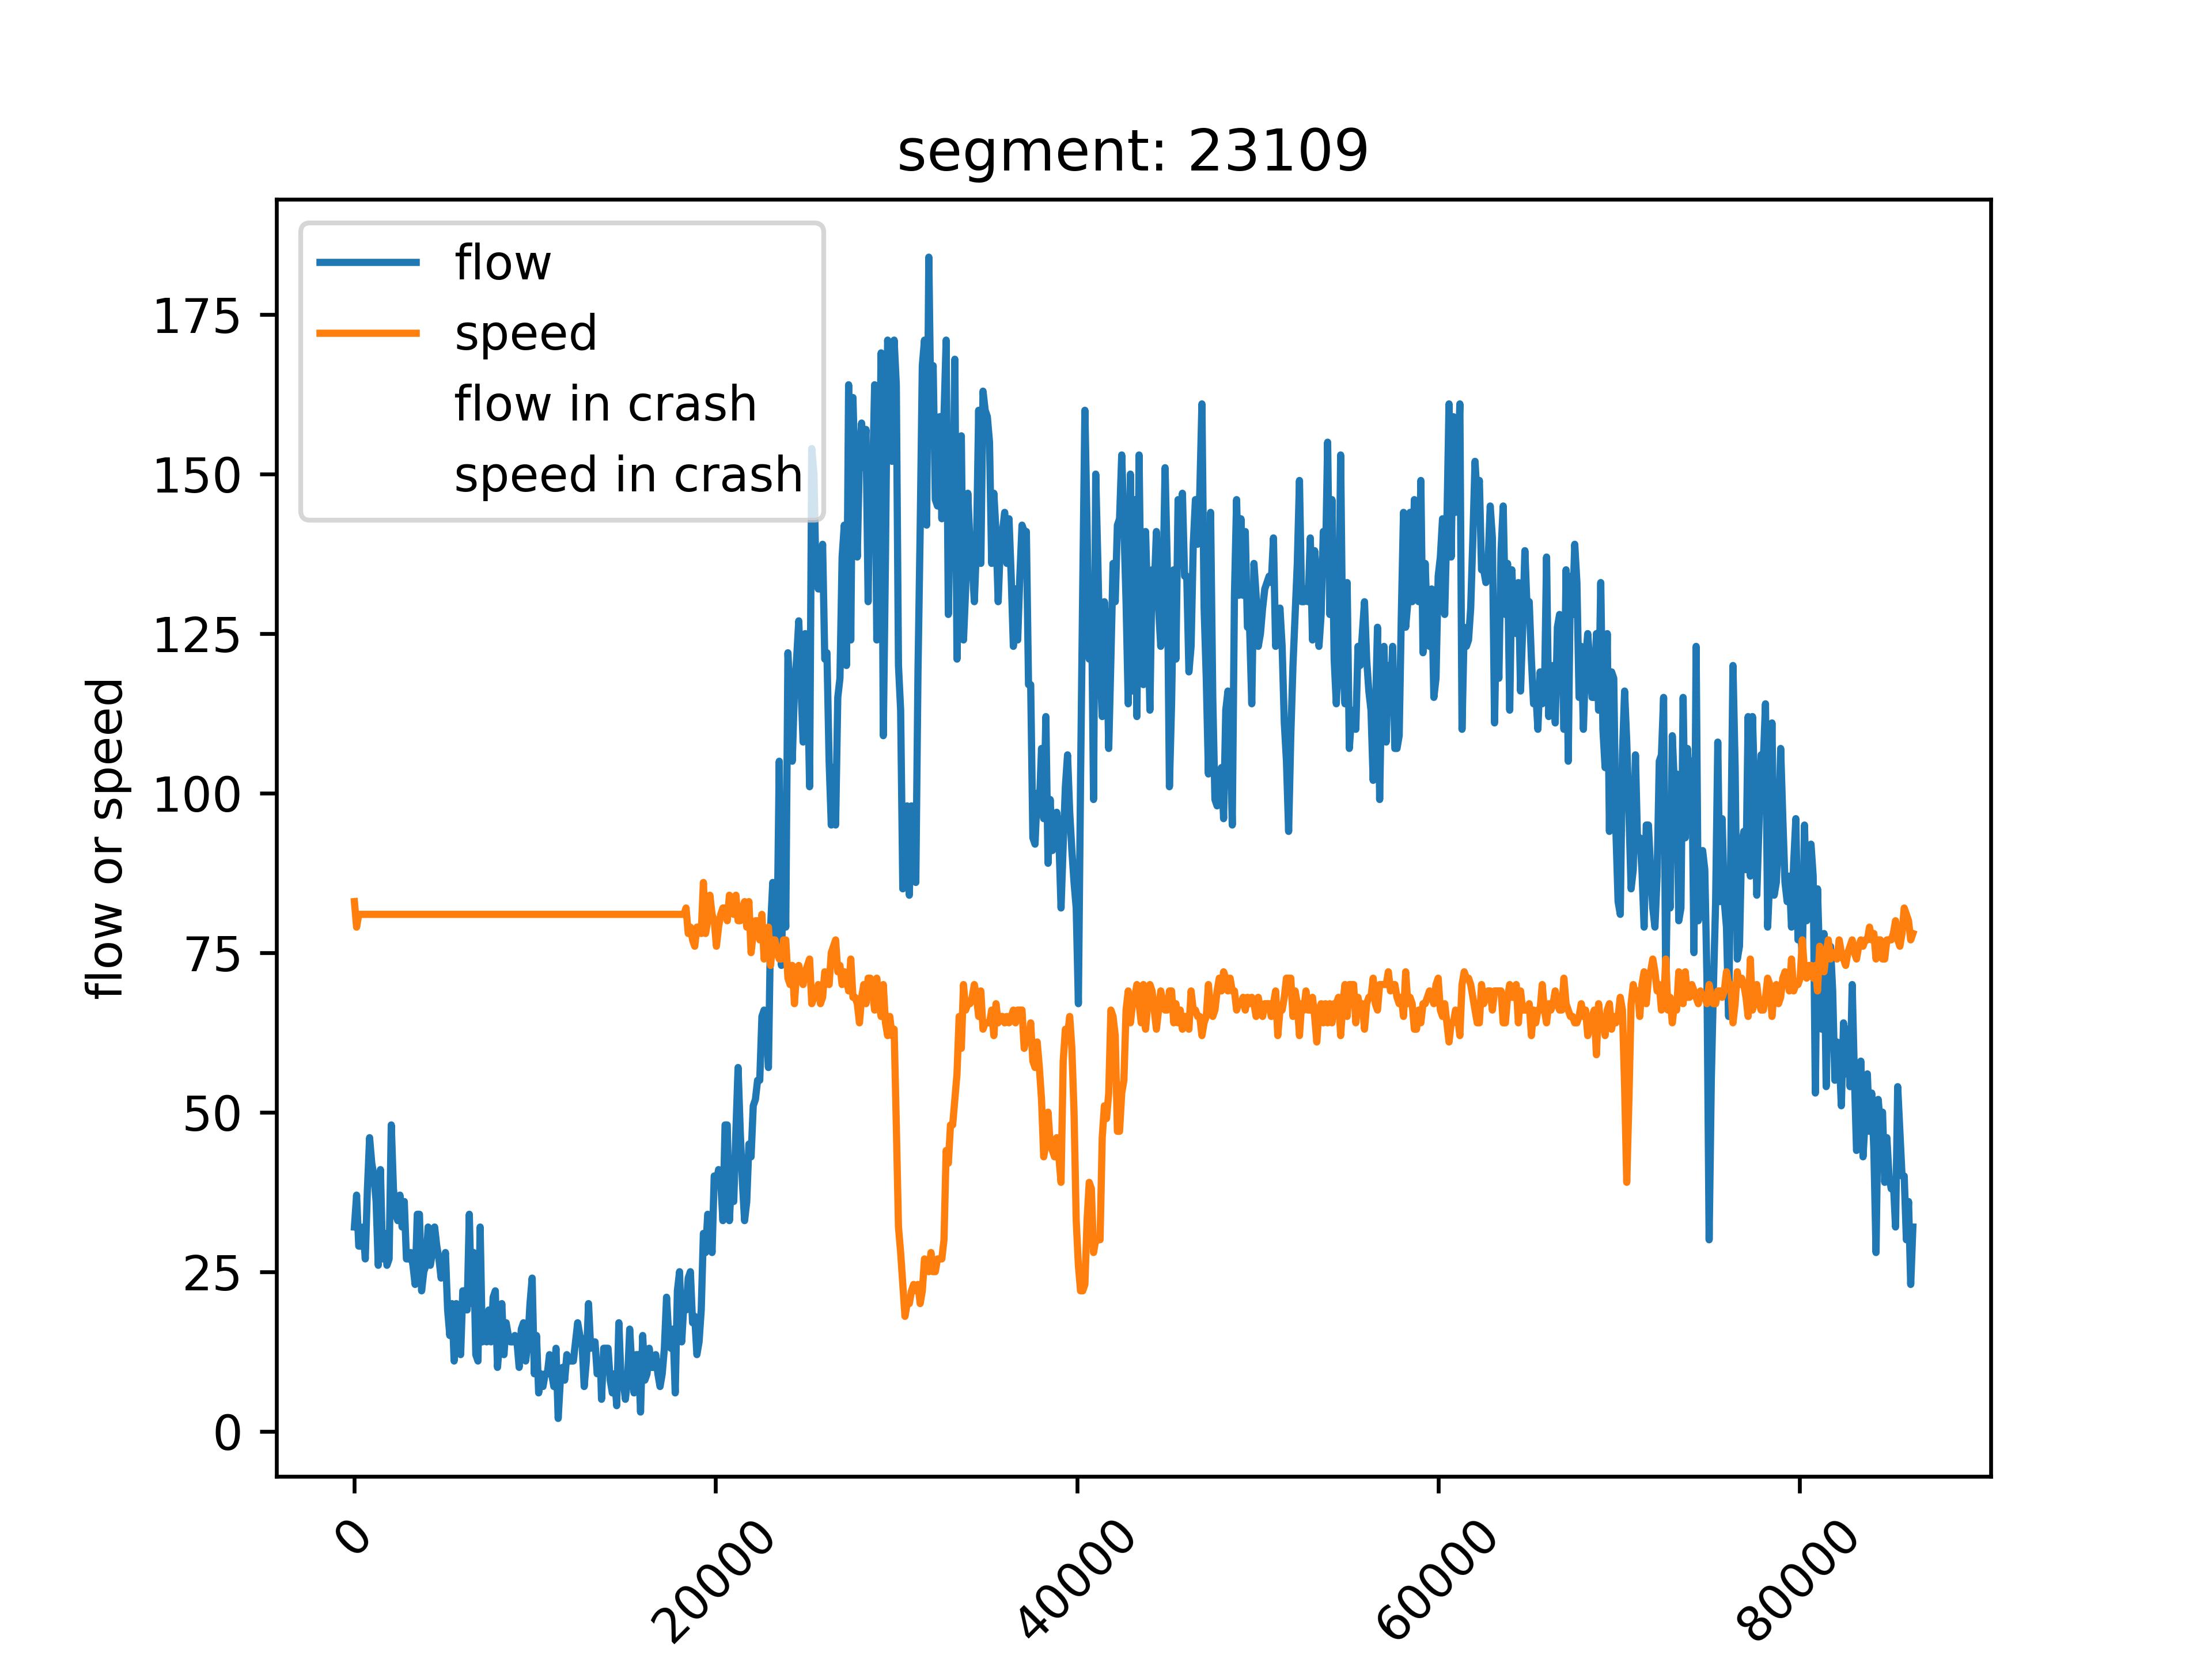 segment: 23109
flow
speed
flow in crash
speed in crash
flow or speed
175
150
125
100
75
50
25
0
0
20000
40000
60000
80000